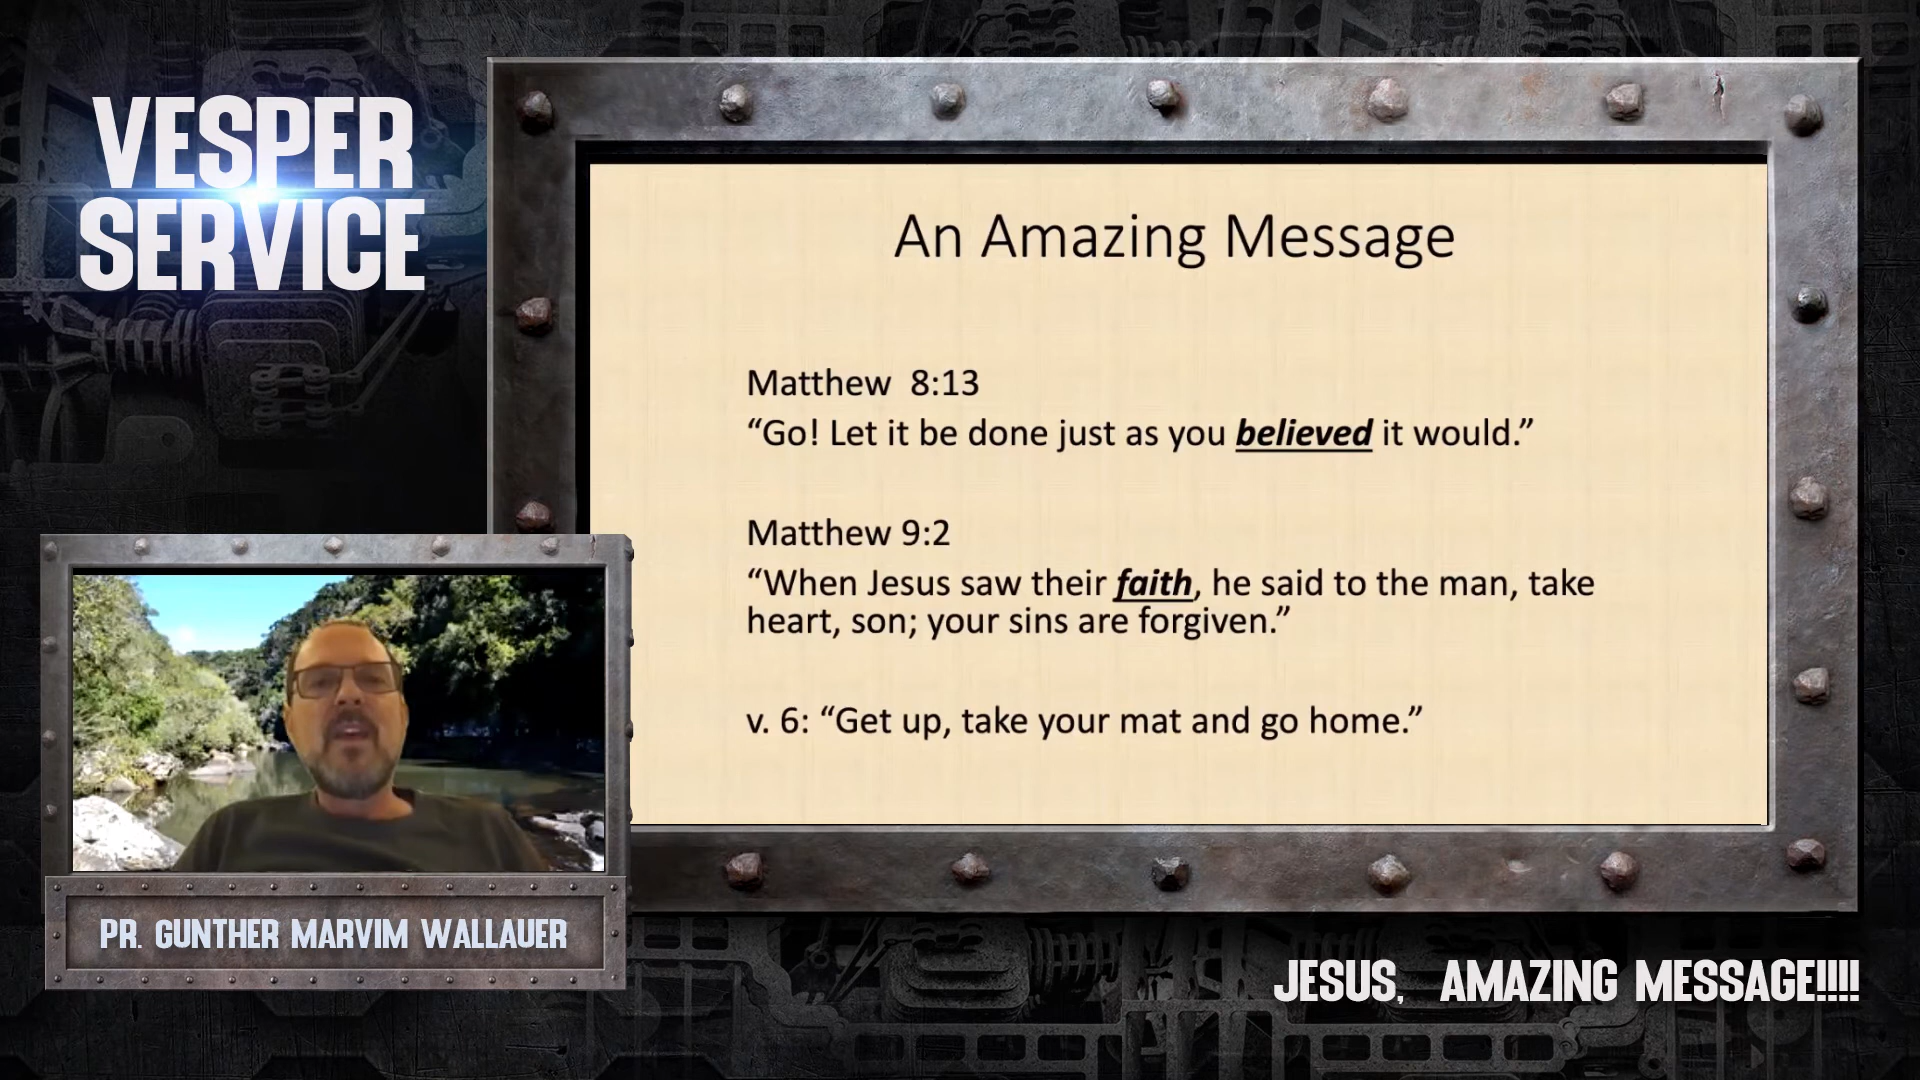 VESPER
SERVICE
An Amazing Message
Matthew  8:13
“Go! Let it be done just as you believed it would.”
Matthew 9:2
“When Jesus saw their faith, he said to the man, take
heart, son; your sins are forgiven.”
v. 6: “Get up, take your mat and go home.”
PR. GUNTHER MARVIM WALLAUER
JESUS,  AMAZING MESSAGE!!!!